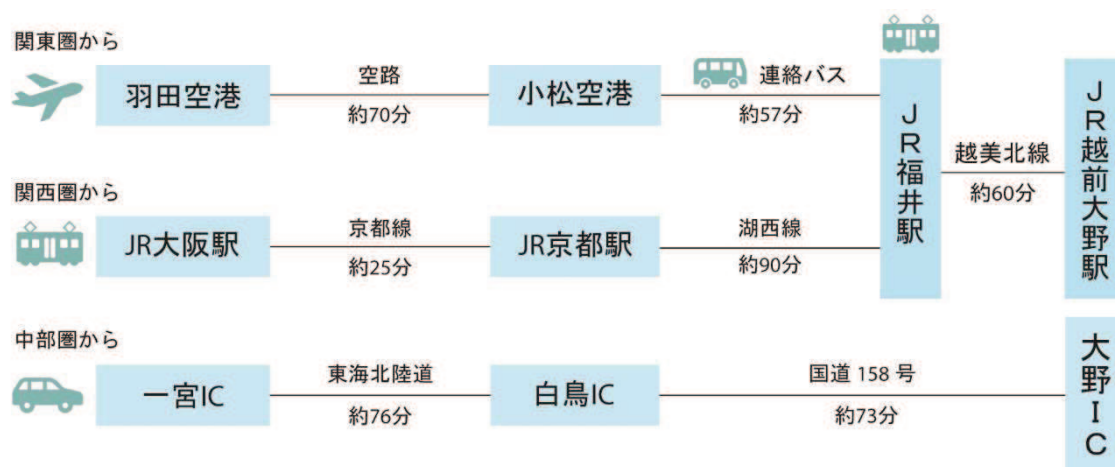 関東圏から
羽田空港
空路
約70分
小松空港
連絡バス
約57分
JR福井駅
越美北線
約60分
JR越前大野駅
関西圏から
JR大阪駅
京都線
約25分
JR京都駅
湖西線
約90分
中部圏から
一宮IC
東海北陸道
約76分
白鳥IC
国道 158 号
約73分
大野IC